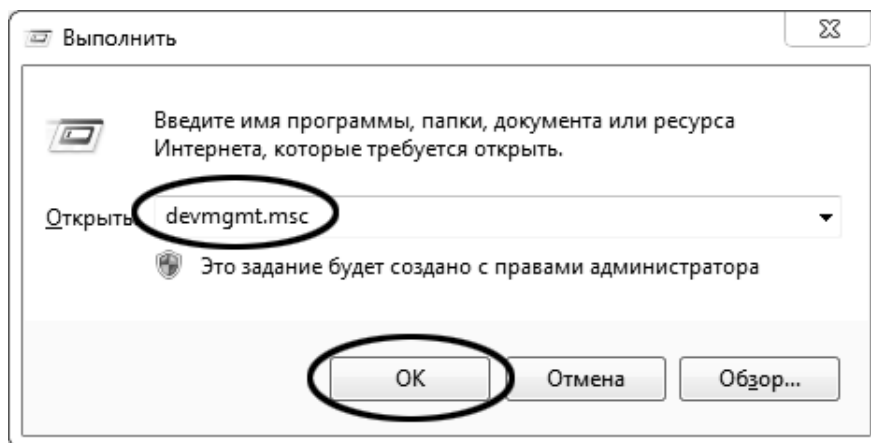 Выполнить
Введите имя программы, папки, документа или ресурса
Интернета, которые требуется открыть.
Открыть: devmgmt.msc
Это задание будет создано с правами администратора
ОК Отмена Обзор...